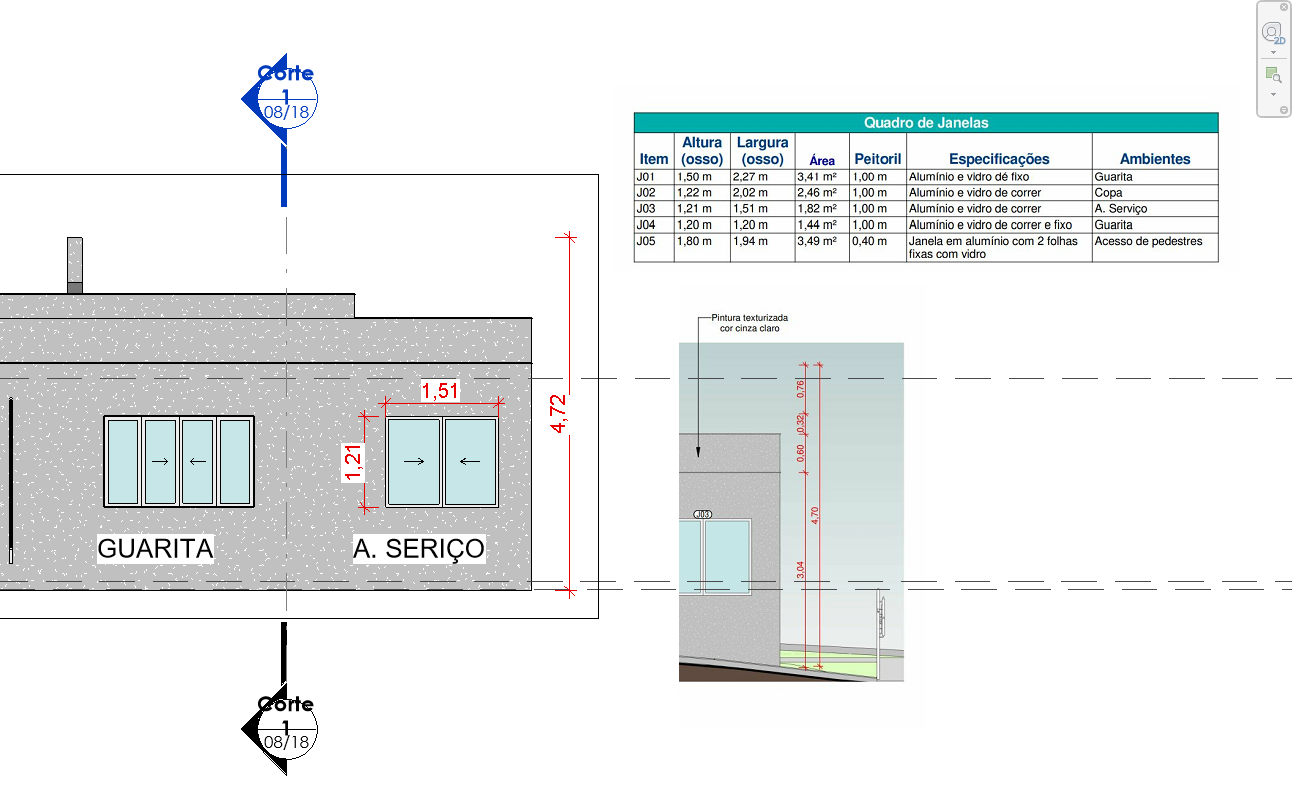 Corte
1
08/18
2D
Quadro de Janelas
Item Altura (osso) Largura (osso) Área Peitoril Especificações Ambientes
J01 1,50 m 2,27 m 3,41 m² 1,00 m Alumínio e vidro dé fixo Guarita
J02 1,22 m 2,02 m 2,46 m² 1,00 m Alumínio e vidro de correr Copa
J03 1,21 m 1,51 m 1,82 m² 1,00 m Alumínio e vidro de correr A. Serviço
J04 1,20 m 1,20 m 1,44 m² 1,00 m Alumínio e vidro de correr e fixo Guarita
J05 1,80 m 1,94 m 3,49 m² 0,40 m Janela em alumínio com 2 folhas Acesso de pedestres
fixas com vidro
Pintura texturizada
cor cinza claro
1,51
4,72
1,21
GUARITA
A. SERIÇO
0,76
0,32
0,60
J03
4,70
3,04
Corte
1
08/18